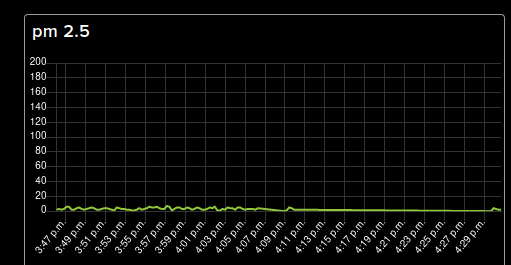 pm 2.5
200
180
160
140
120
100
80
60
40
20
0
3:47 p.m.
3:49 p.m.
3:51 p.m.
3:53 p.m.
3:55 p.m.
3:57 p.m.
3:59 p.m.
4:01 p.m.
4:03 p.m.
4:05 p.m.
4:07 p.m.
4:09 p.m.
4:11 p.m.
4:13 p.m.
4:15 p.m.
4:17 p.m.
4:19 p.m.
4:21 p.m.
4:23 p.m.
4:25 p.m.
4:27 p.m.
4:29 p.m.